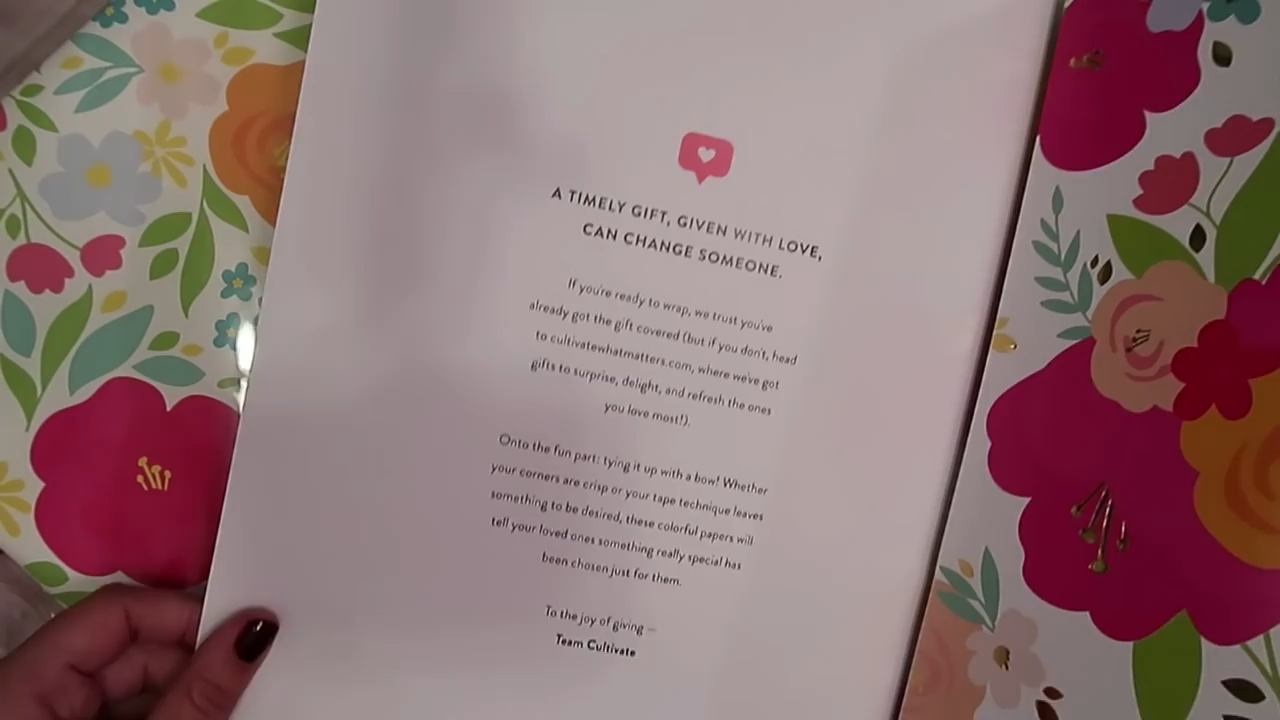 A TIMELY GIFT, GIVEN WITH LOVE,
CAN CHANGE SOMEONE.
If you're ready to wrap, we trust you've
already got the gift covered (but if you don't, head
to cultivatewhatmatters.com, where we've got
gifts to surprise, delight, and refresh the ones
you love most!).
Onto the fun part: tying it up with a bow! Whether
your corners are crisp or your tape technique leaves
something to be desired, these colorful papers will
tell your loved ones something really special has
been chosen just for them.
To the joy of giving —
Team Cultivate